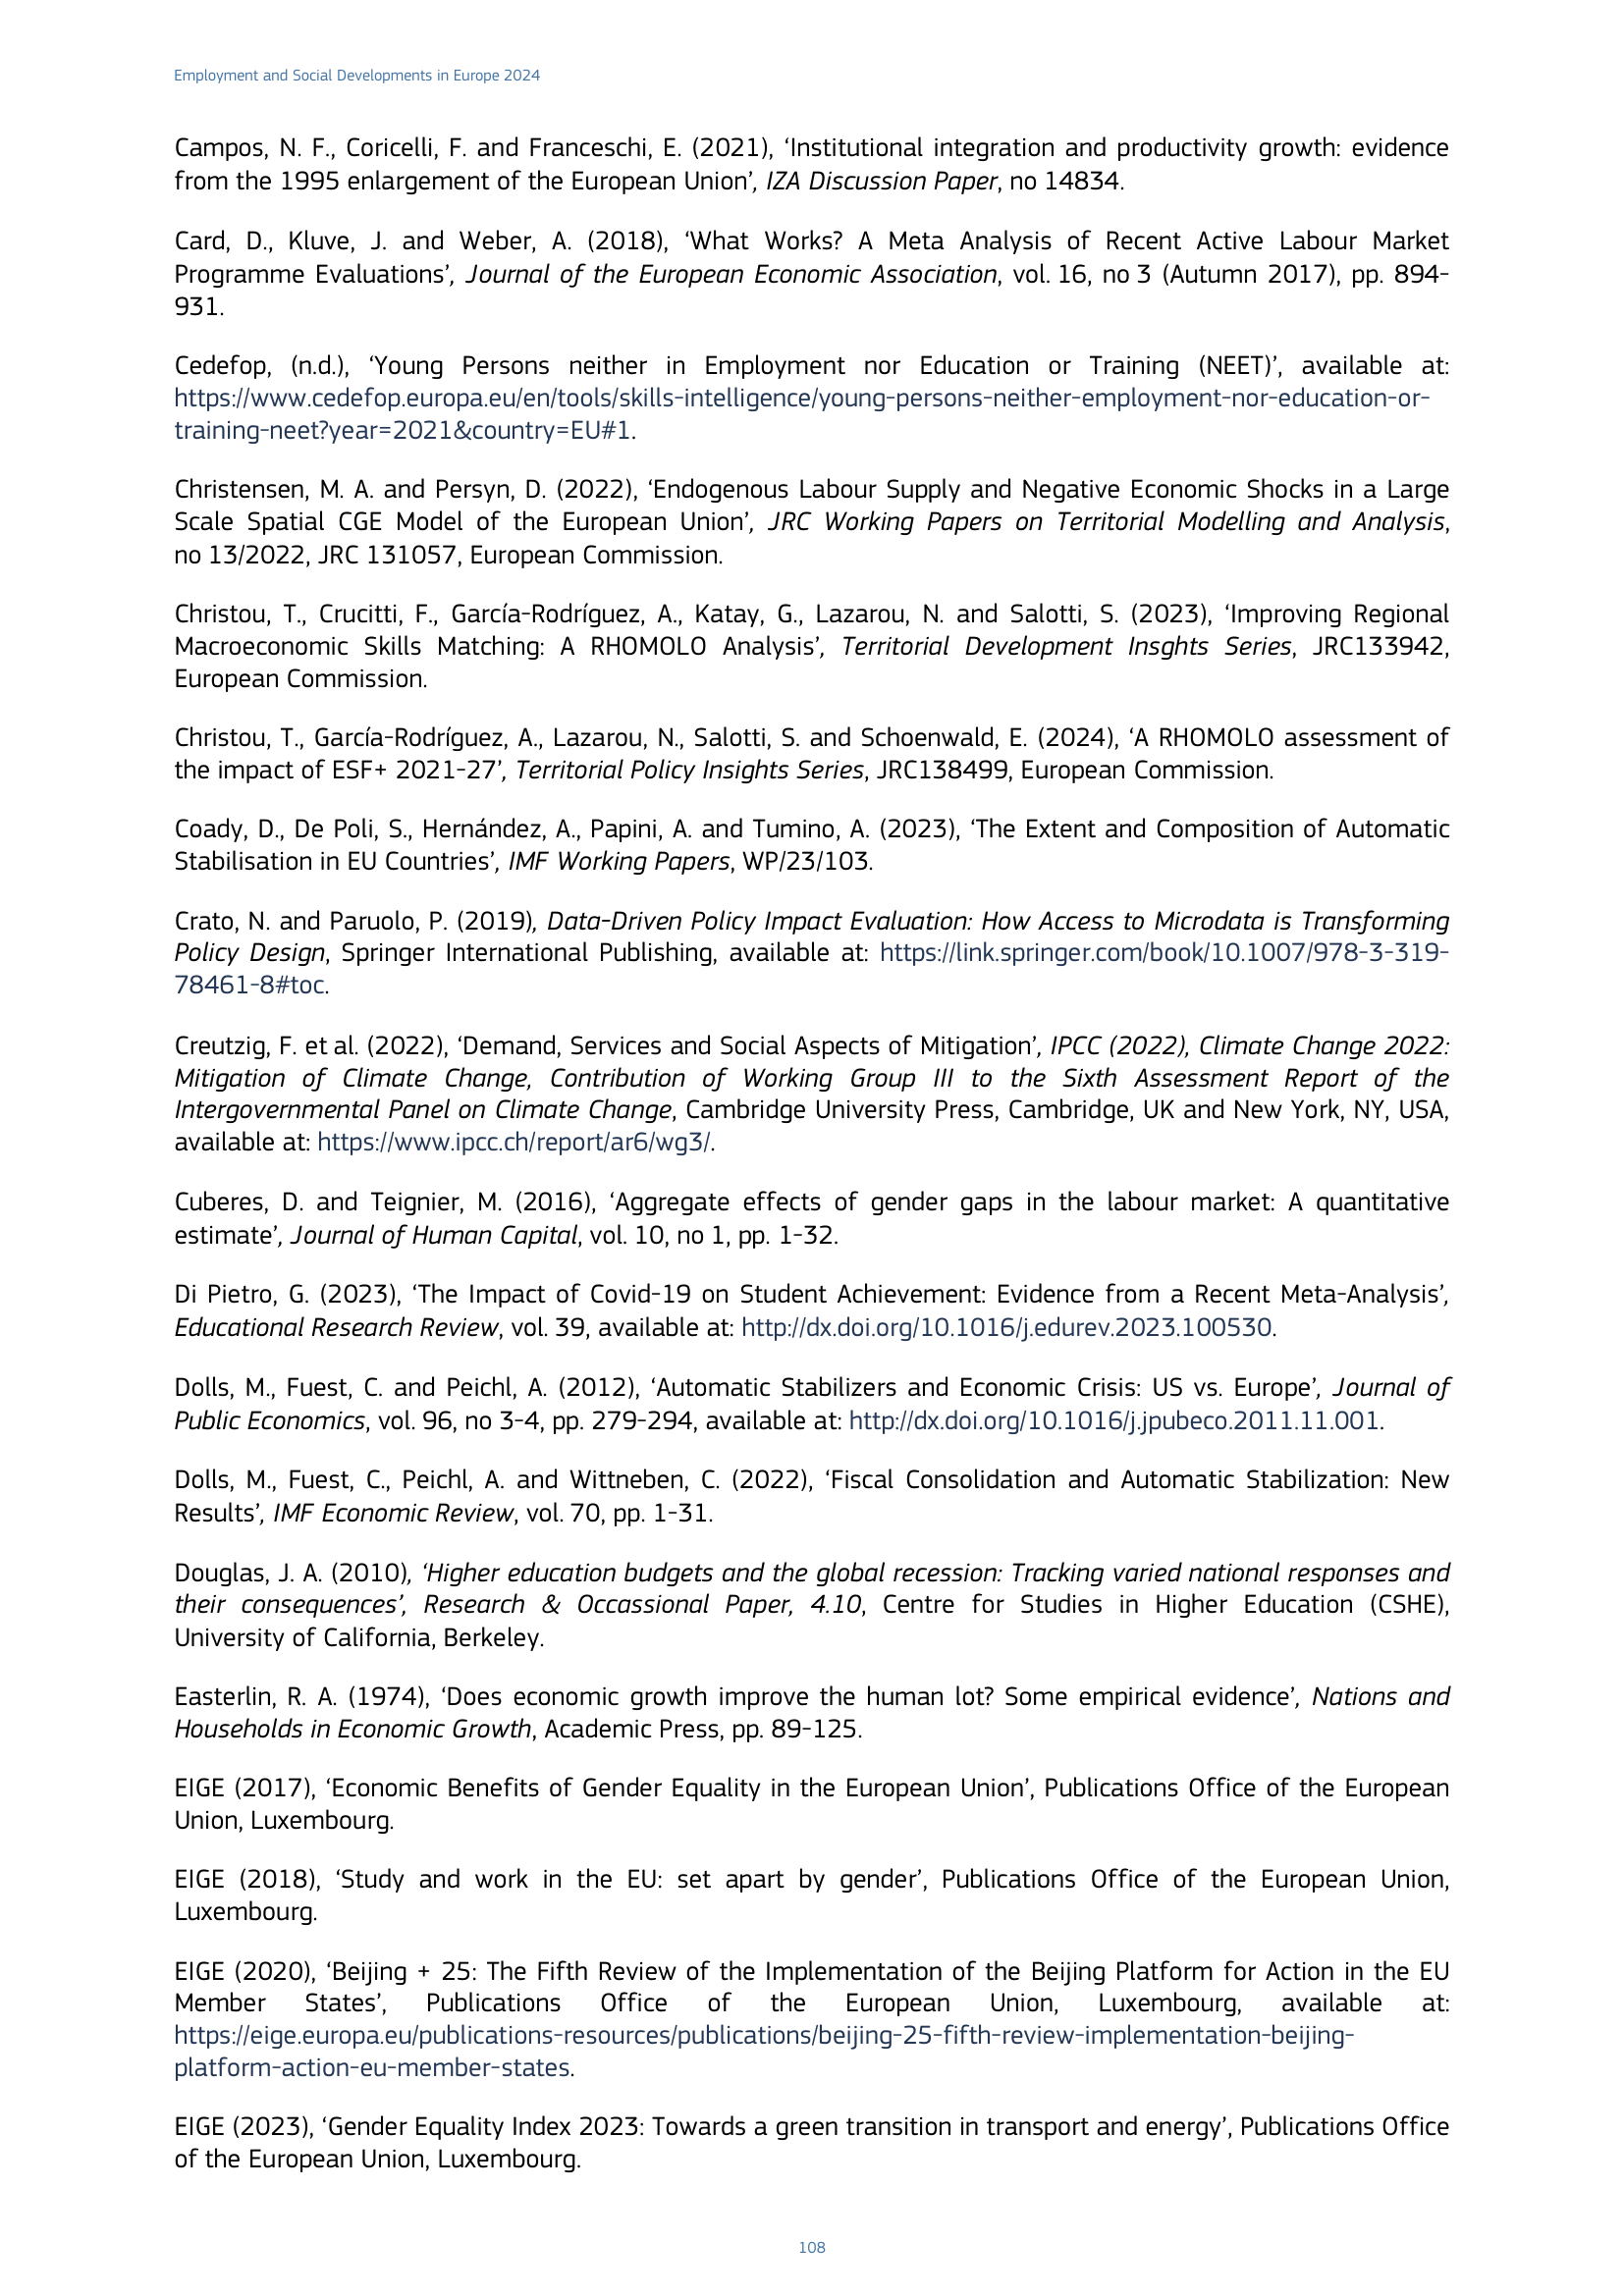 Employment and Social Developments in Europe 2024
Campos, N. F., Coricelli, F. and Franceschi, E. (2021), ‘Institutional integration and productivity growth: evidence
from the 1995 enlargement of the European Union’, IZA Discussion Paper, no 14834.
Card, D., Kluve, J. and Weber, A. (2018), ‘What Works? A Meta Analysis of Recent Active Labour Market
Programme Evaluations’, Journal of the European Economic Association, vol. 16, no 3 (Autumn 2017), pp. 894-
931.
Cedefop, (n.d.), ‘Young Persons neither in Employment nor Education or Training (NEET)’, available at:
https://www.cedefop.europa.eu/en/tools/skills-intelligence/young-persons-neither-employment-nor-education-or-
training-neet?year=2021&country=EU#1.
Christensen, M. A. and Persyn, D. (2022), ‘Endogenous Labour Supply and Negative Economic Shocks in a Large
Scale Spatial CGE Model of the European Union’, JRC Working Papers on Territorial Modelling and Analysis,
no 13/2022, JRC 131057, European Commission.
Christou, T., Crucitti, F., García-Rodríguez, A., Katay, G., Lazarou, N. and Salotti, S. (2023), ‘Improving Regional
Macroeconomic Skills Matching: A RHOMOLO Analysis’, Territorial Development Insghts Series, JRC133942,
European Commission.
Christou, T., García-Rodríguez, A., Lazarou, N., Salotti, S. and Schoenwald, E. (2024), ‘A RHOMOLO assessment of
the impact of ESF+ 2021-27’, Territorial Policy Insights Series, JRC138499, European Commission.
Coady, D., De Poli, S., Hernández, A., Papini, A. and Tumino, A. (2023), ‘The Extent and Composition of Automatic
Stabilisation in EU Countries’, IMF Working Papers, WP/23/103.
Crato, N. and Paruolo, P. (2019), Data-Driven Policy Impact Evaluation: How Access to Microdata is Transforming
Policy Design, Springer International Publishing, available at: https://link.springer.com/book/10.1007/978-3-319-
78461-8#toc.
Creutzig, F. et al. (2022), ‘Demand, Services and Social Aspects of Mitigation’, IPCC (2022), Climate Change 2022:
Mitigation of Climate Change, Contribution of Working Group III to the Sixth Assessment Report of the
Intergovernmental Panel on Climate Change, Cambridge University Press, Cambridge, UK and New York, NY, USA,
available at: https://www.ipcc.ch/report/ar6/wg3/.
Cuberes, D. and Teignier, M. (2016), ‘Aggregate effects of gender gaps in the labour market: A quantitative
estimate’, Journal of Human Capital, vol. 10, no 1, pp. 1-32.
Di Pietro, G. (2023), ‘The Impact of Covid-19 on Student Achievement: Evidence from a Recent Meta-Analysis’,
Educational Research Review, vol. 39, available at: http://dx.doi.org/10.1016/j.edurev.2023.100530.
Dolls, M., Fuest, C. and Peichl, A. (2012), ‘Automatic Stabilizers and Economic Crisis: US vs. Europe’, Journal of
Public Economics, vol. 96, no 3-4, pp. 279-294, available at: http://dx.doi.org/10.1016/j.jpubeco.2011.11.001.
Dolls, M., Fuest, C., Peichl, A. and Wittneben, C. (2022), ‘Fiscal Consolidation and Automatic Stabilization: New
Results’, IMF Economic Review, vol. 70, pp. 1-31.
Douglas, J. A. (2010), ‘Higher education budgets and the global recession: Tracking varied national responses and
their consequences’, Research & Occassional Paper, 4.10, Centre for Studies in Higher Education (CSHE),
University of California, Berkeley.
Easterlin, R. A. (1974), ‘Does economic growth improve the human lot? Some empirical evidence’, Nations and
Households in Economic Growth, Academic Press, pp. 89-125.
EIGE (2017), ‘Economic Benefits of Gender Equality in the European Union’, Publications Office of the European
Union, Luxembourg.
EIGE (2018), ‘Study and work in the EU: set apart by gender’, Publications Office of the European Union,
Luxembourg.
EIGE (2020), ‘Beijing + 25: The Fifth Review of the Implementation of the Beijing Platform for Action in the EU
Member States’, Publications Office of the European Union, Luxembourg, available at:
https://eige.europa.eu/publications-resources/publications/beijing-25-fifth-review-implementation-beijing-
platform-action-eu-member-states.
EIGE (2023), ‘Gender Equality Index 2023: Towards a green transition in transport and energy’, Publications Office
of the European Union, Luxembourg.
108